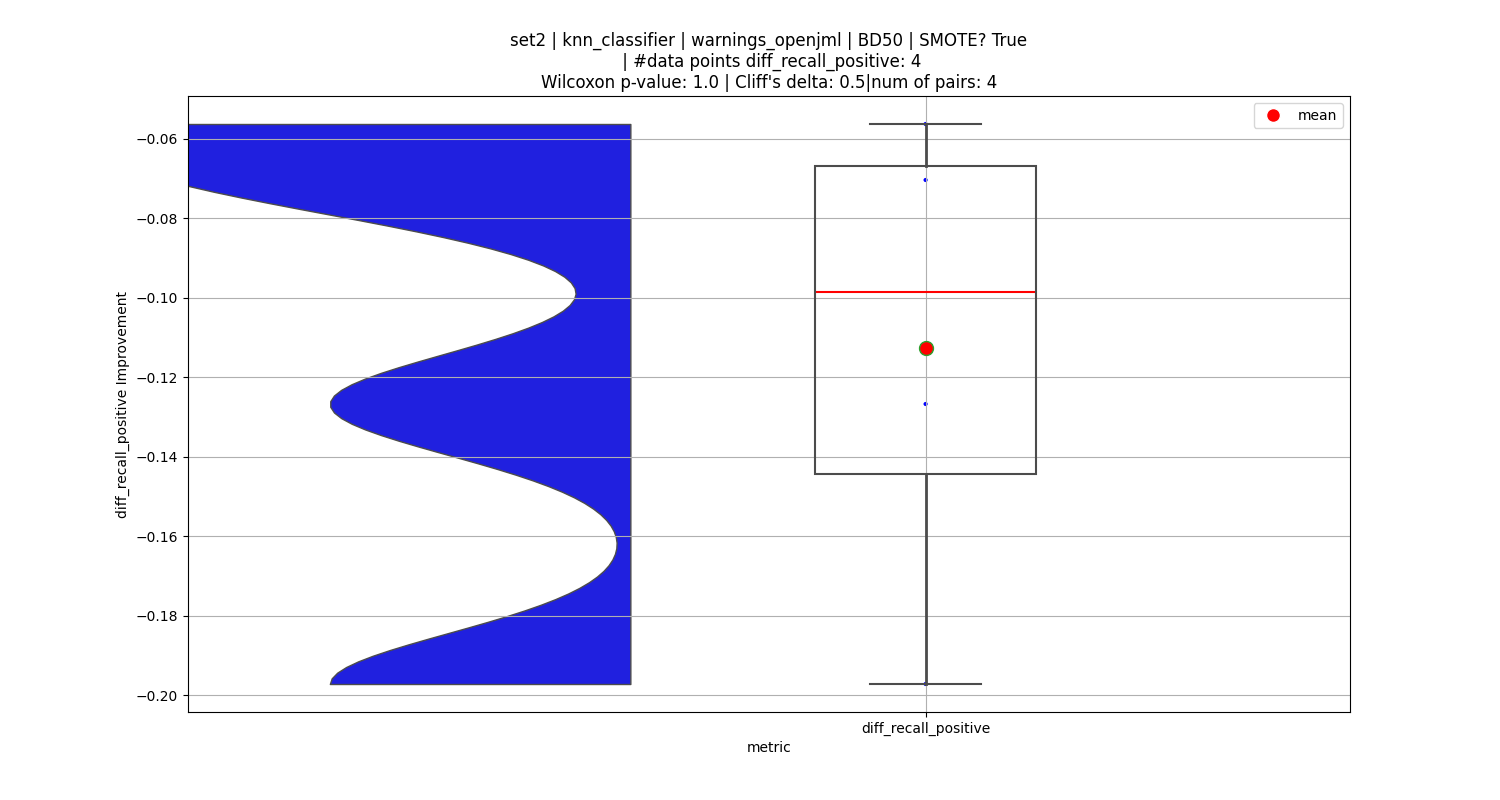 set2 | knn_classifier | warnings_openjml | BD50 | SMOTE? True
| #data points diff_recall_positive: 4
Wilcoxon p-value: 1.0 | Cliff's delta: 0.5|num of pairs: 4
mean
−0.06
−0.08
−0.10
−0.12
−0.14
−0.16
−0.18
−0.20
diff_recall_positive Improvement
diff_recall_positive
metric